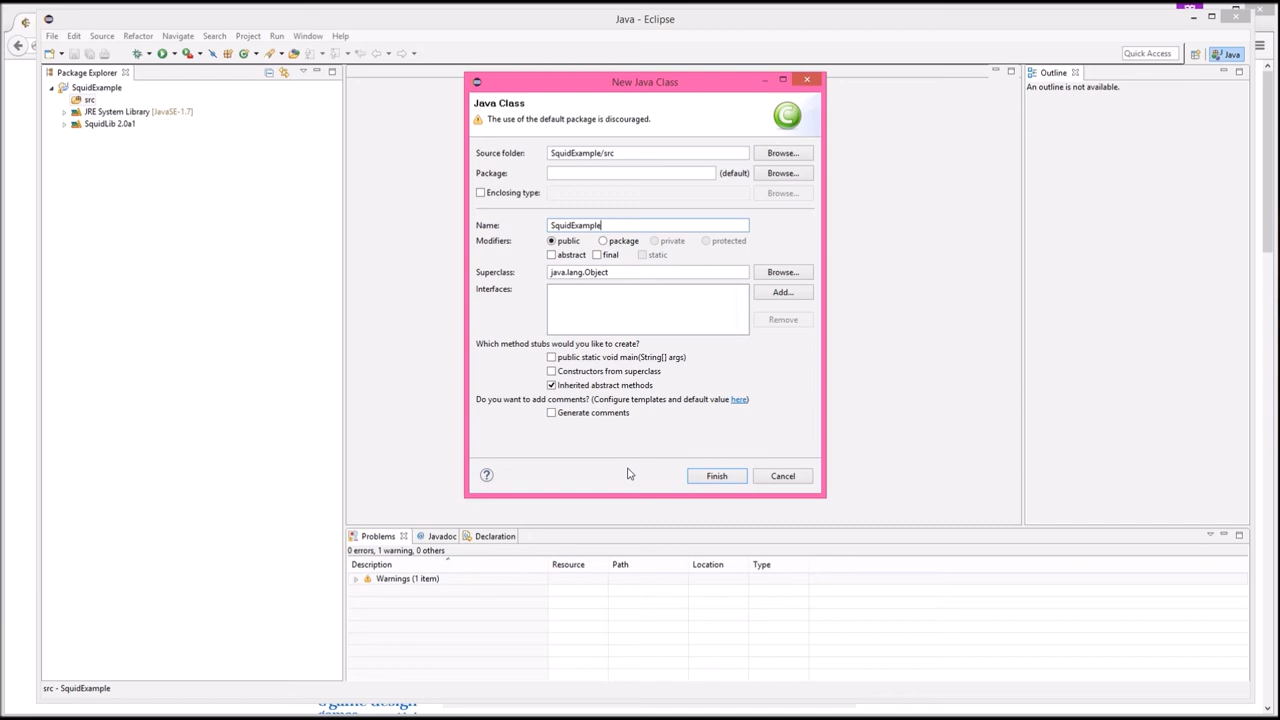 Java - Eclipse
File Edit Source Refactor Navigate Search Project Run Window Help
Quick Access Java
Package Explorer
SquidExample
src
JRE System Library [JavaSE-1.7]
SquidLib 2.0a1
New Java Class
Java Class
The use of the default package is discouraged.
Source folder: SquidExample/src Browse...
Package: (default) Browse...
Enclosing type: Browse...
Name: SquidExample
Modifiers: public package private protected
abstract final static
Superclass: java.lang.Object Browse...
Interfaces: Add...
Remove
Which method stubs would you like to create?
public static void main(String[] args)
Constructors from superclass
Inherited abstract methods
Do you want to add comments? (Configure templates and default value here)
Generate comments
Finish Cancel
Outline
An outline is not available.
Problems Javadoc Declaration
0 errors, 1 warning, 0 others
Description Resource Path Location Type
Warnings (1 item)
src - SquidExample
game design